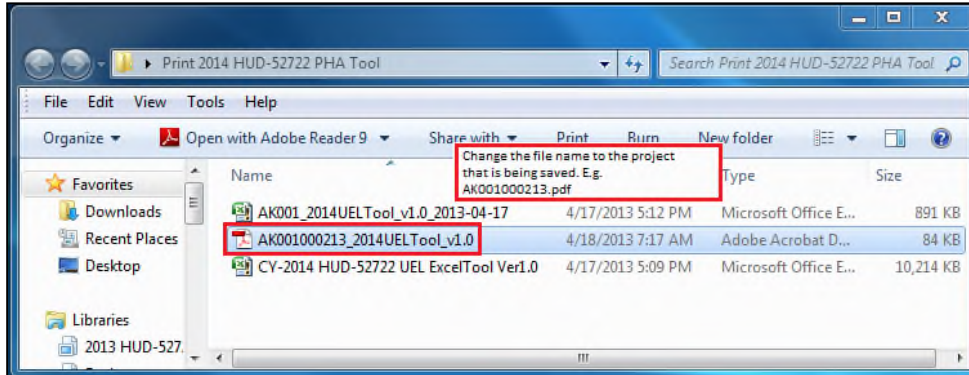 Print 2014 HUD-52722 PHA Tool
Search Print 2014 HUD-52722 PHA Tool
File Edit View Tools Help
Organize Open with Adobe Reader 9 Share with Print Burn New folder
Change the file name to the project
that is being saved. E.g.
AK001000213.pdf
Favorites
Downloads
Recent Places
Desktop
Libraries
2013 HUD-527
Name Type Size
AK001_2014UELTool_v1.0_2013-04-17 4/17/2013 5:12 PM Microsoft Office E... 891 KB
AK001000213_2014UELTool_v1.0 4/18/2013 7:17 AM Adobe Acrobat D... 84 KB
CY-2014 HUD-52722 UEL ExcelTool Ver1.0 4/17/2013 5:09 PM Microsoft Office E... 10,214 KB